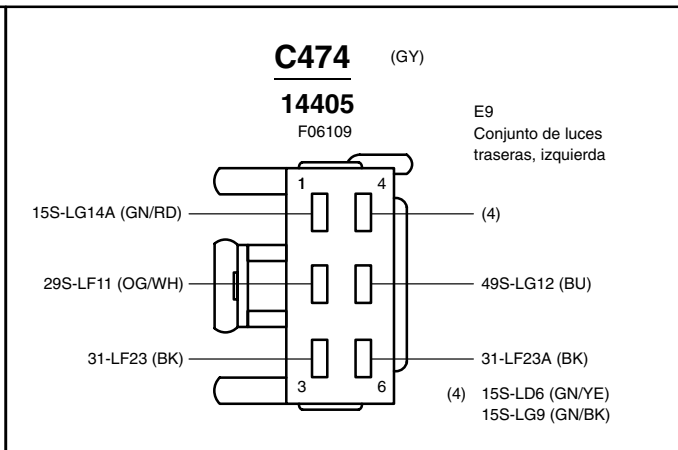 C474 (GY)
14405
F06109
E9
Conjunto de luces
traseras, izquierda
1 4
15S-LG14A (GN/RD) (4)
29S-LF11 (OG/WH) 49S-LG12 (BU)
31-LF23 (BK) 31-LF23A (BK)
3 6
(4) 15S-LD6 (GN/YE)
15S-LG9 (GN/BK)